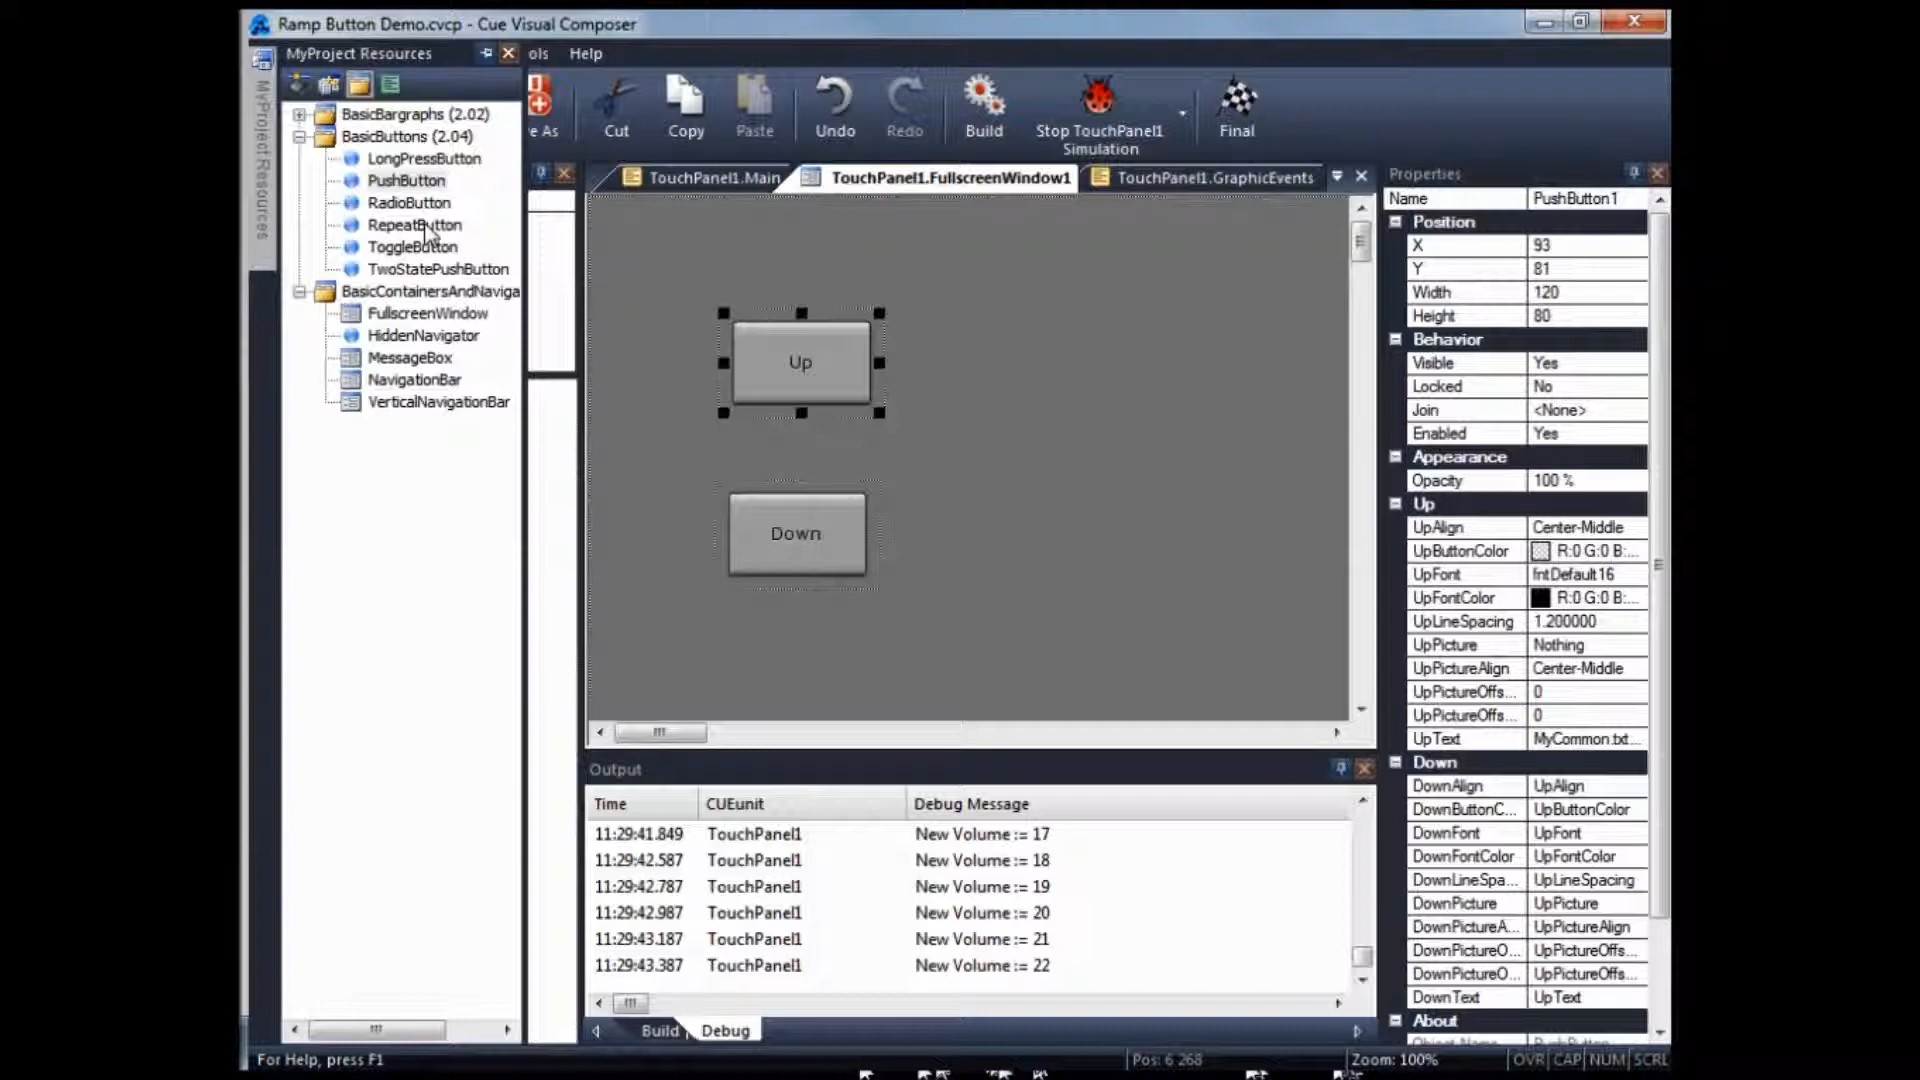 Ramp Button Demo.cvcp - Cue Visual Composer
MyProject Resources
ols
Help
MyProject Resources
e As
Cut
Copy
Paste
Undo
Redo
Build
Stop TouchPanel1
Simulation
Final
BasicBargraphs (2.02)
BasicButtons (2.04)
LongPressButton
PushButton
RadioButton
RepeatButton
ToggleButton
TwoStatePushButton
BasicContainersAndNaviga
FullscreenWindow
HiddenNavigator
MessageBox
NavigationBar
VerticalNavigationBar
TouchPanel1.Main
TouchPanel1.FullscreenWindow1
TouchPanel1.GraphicEvents
Up
Down
Properties
Name PushButton1
Position
X 93
Y 81
Width 120
Height 80
Behavior
Visible Yes
Locked No
Join <None>
Enabled Yes
Appearance
Opacity 100 %
Up
UpAlign Center-Middle
UpButtonColor R:0 G:0 B:...
UpFont fntDefault16
UpFontColor R:0 G:0 B:...
UpLineSpacing 1.200000
UpPicture Nothing
UpPictureAlign Center-Middle
UpPictureOffs... 0
UpPictureOffs... 0
UpText MyCommon.txt...
Down
DownAlign UpAlign
DownButtonC... UpButtonColor
DownFont UpFont
DownFontColor UpFontColor
DownLineSpa... UpLineSpacing
DownPicture UpPicture
DownPictureA... UpPictureAlign
DownPictureO... UpPictureOffs...
DownPictureO... UpPictureOffs...
DownText UpText
About
Object Name PushButton
Output
Time CUEunit Debug Message
11:29:41.849 TouchPanel1 New Volume := 17
11:29:42.587 TouchPanel1 New Volume := 18
11:29:42.787 TouchPanel1 New Volume := 19
11:29:42.987 TouchPanel1 New Volume := 20
11:29:43.187 TouchPanel1 New Volume := 21
11:29:43.387 TouchPanel1 New Volume := 22
Build Debug
For Help, press F1
Pos: 6 268
Zoom: 100%
OVR CAP NUM SCRL